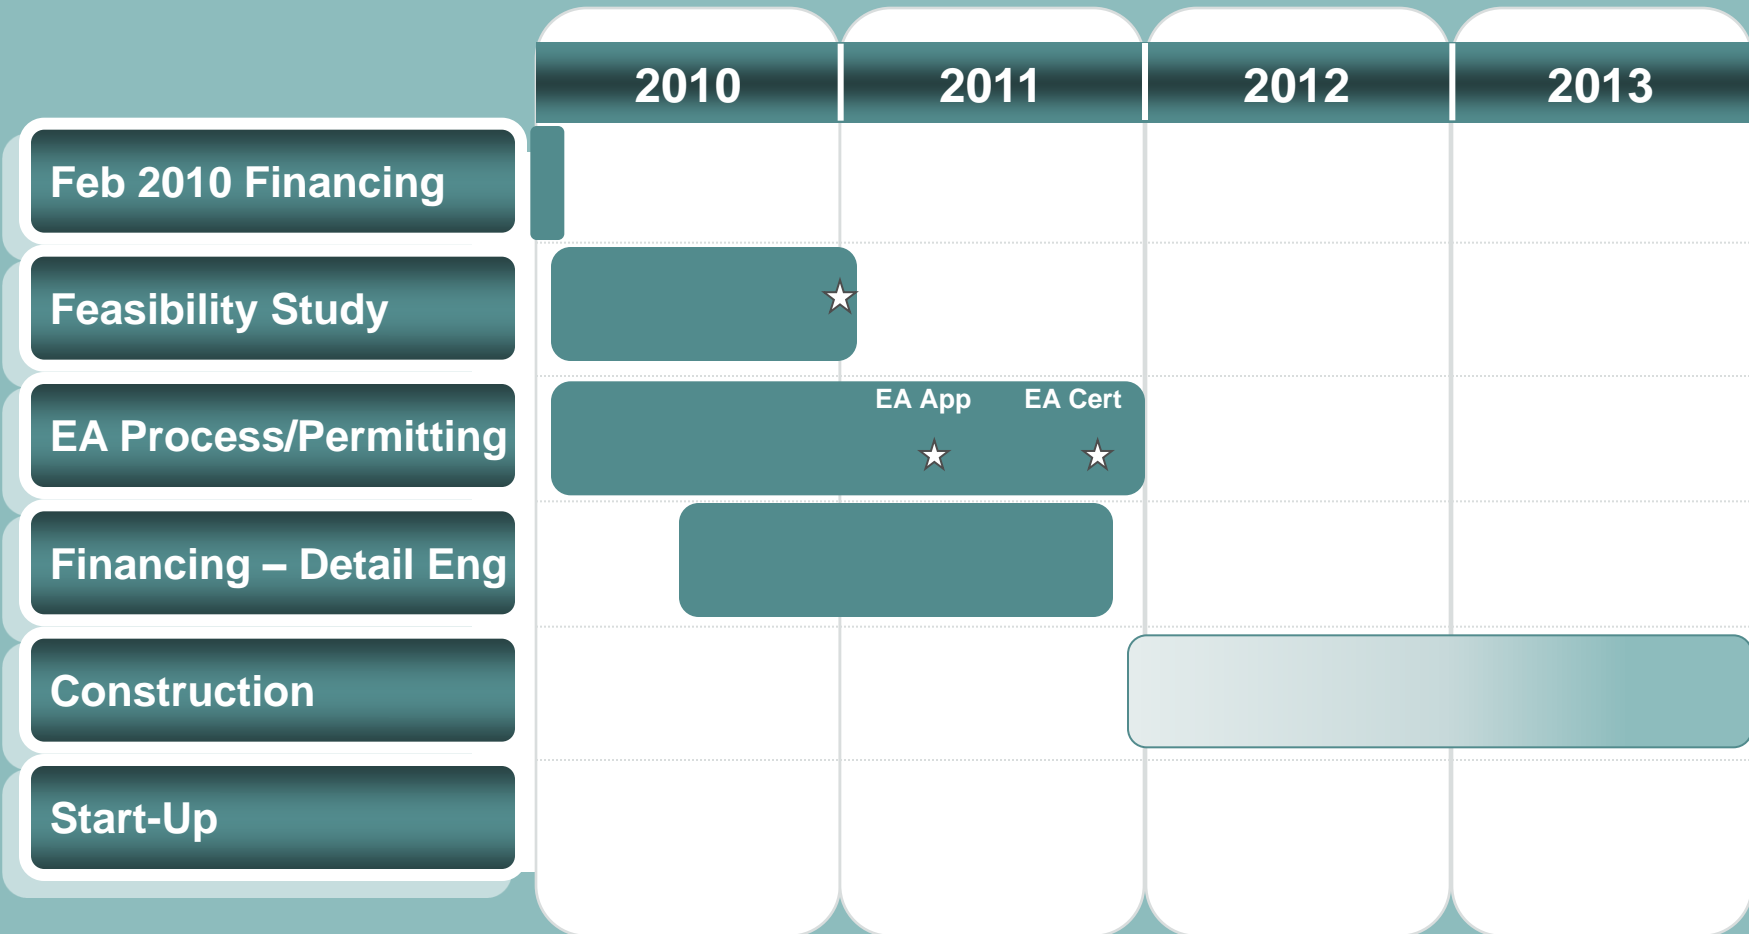 2010 2011 2012 2013
Feb 2010 Financing
Feasibility Study
EA Process/Permitting
EA App EA Cert
Financing – Detail Eng
Construction
Start-Up